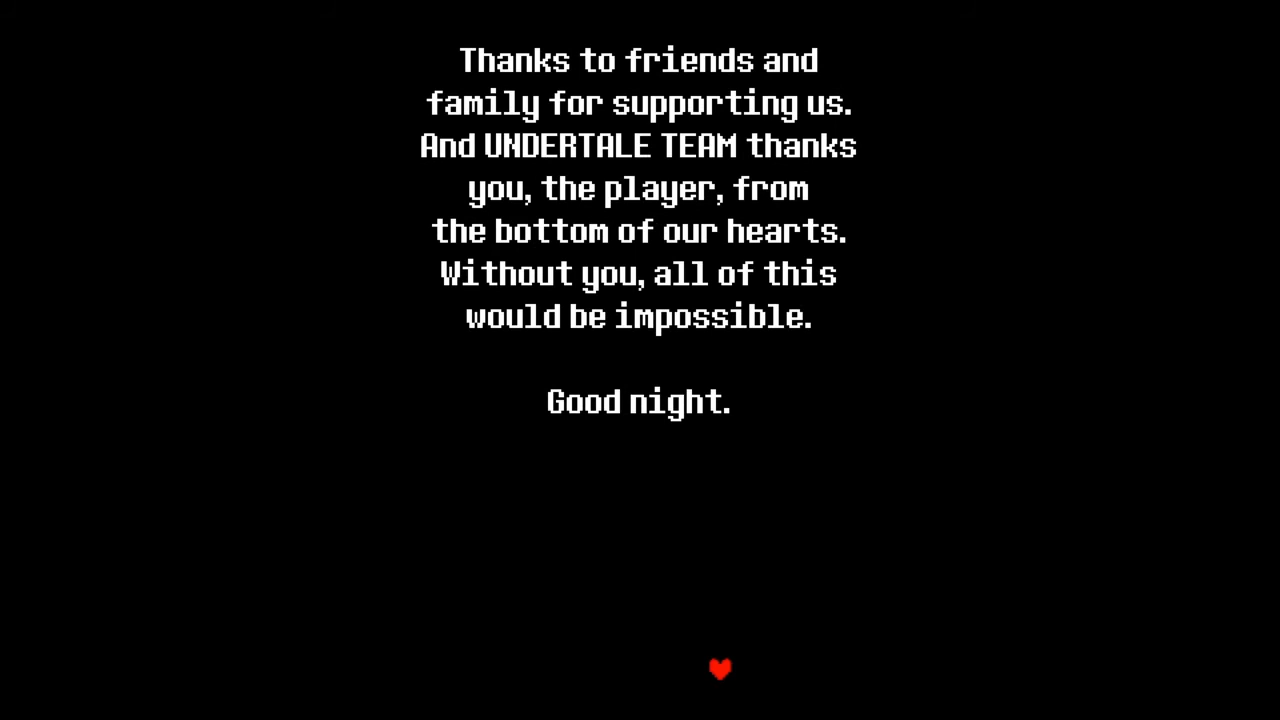 Thanks to friends and
family for supporting us.
And UNDERTALE TEAM thanks
you, the player, from
the bottom of our hearts.
Without you, all of this
would be impossible.
Good night.